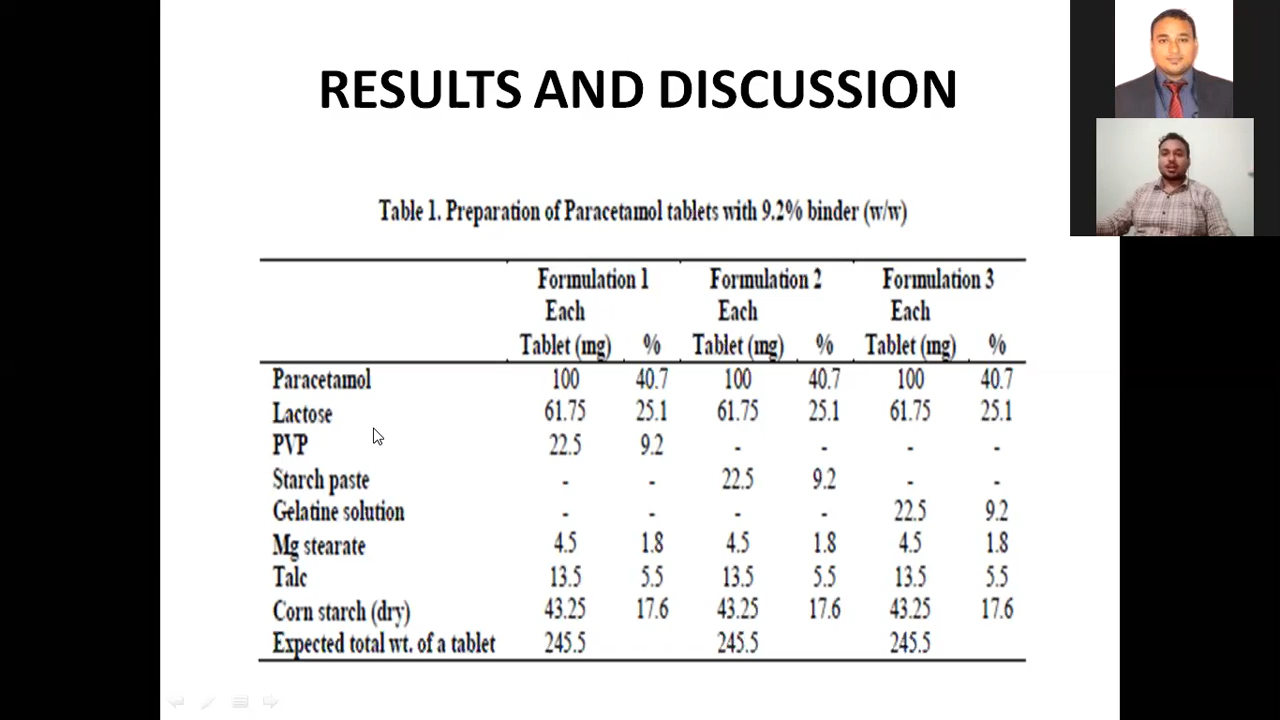 RESULTS AND DISCUSSION
Table 1. Preparation of Paracetamol tablets with 9.2% binder (w/w)
Formulation 1 Formulation 2 Formulation 3
Each Each Each
Tablet (mg) % Tablet (mg) % Tablet (mg) %
Paracetamol 100 40.7 100 40.7 100 40.7
Lactose 61.75 25.1 61.75 25.1 61.75 25.1
PVP 22.5 9.2 - - - -
Starch paste - - 22.5 9.2 - -
Gelatine solution - - - - 22.5 9.2
Mg stearate 4.5 1.8 4.5 1.8 4.5 1.8
Talc 13.5 5.5 13.5 5.5 13.5 5.5
Corn starch (dry) 43.25 17.6 43.25 17.6 43.25 17.6
Expected total wt. of a tablet 245.5 245.5 245.5